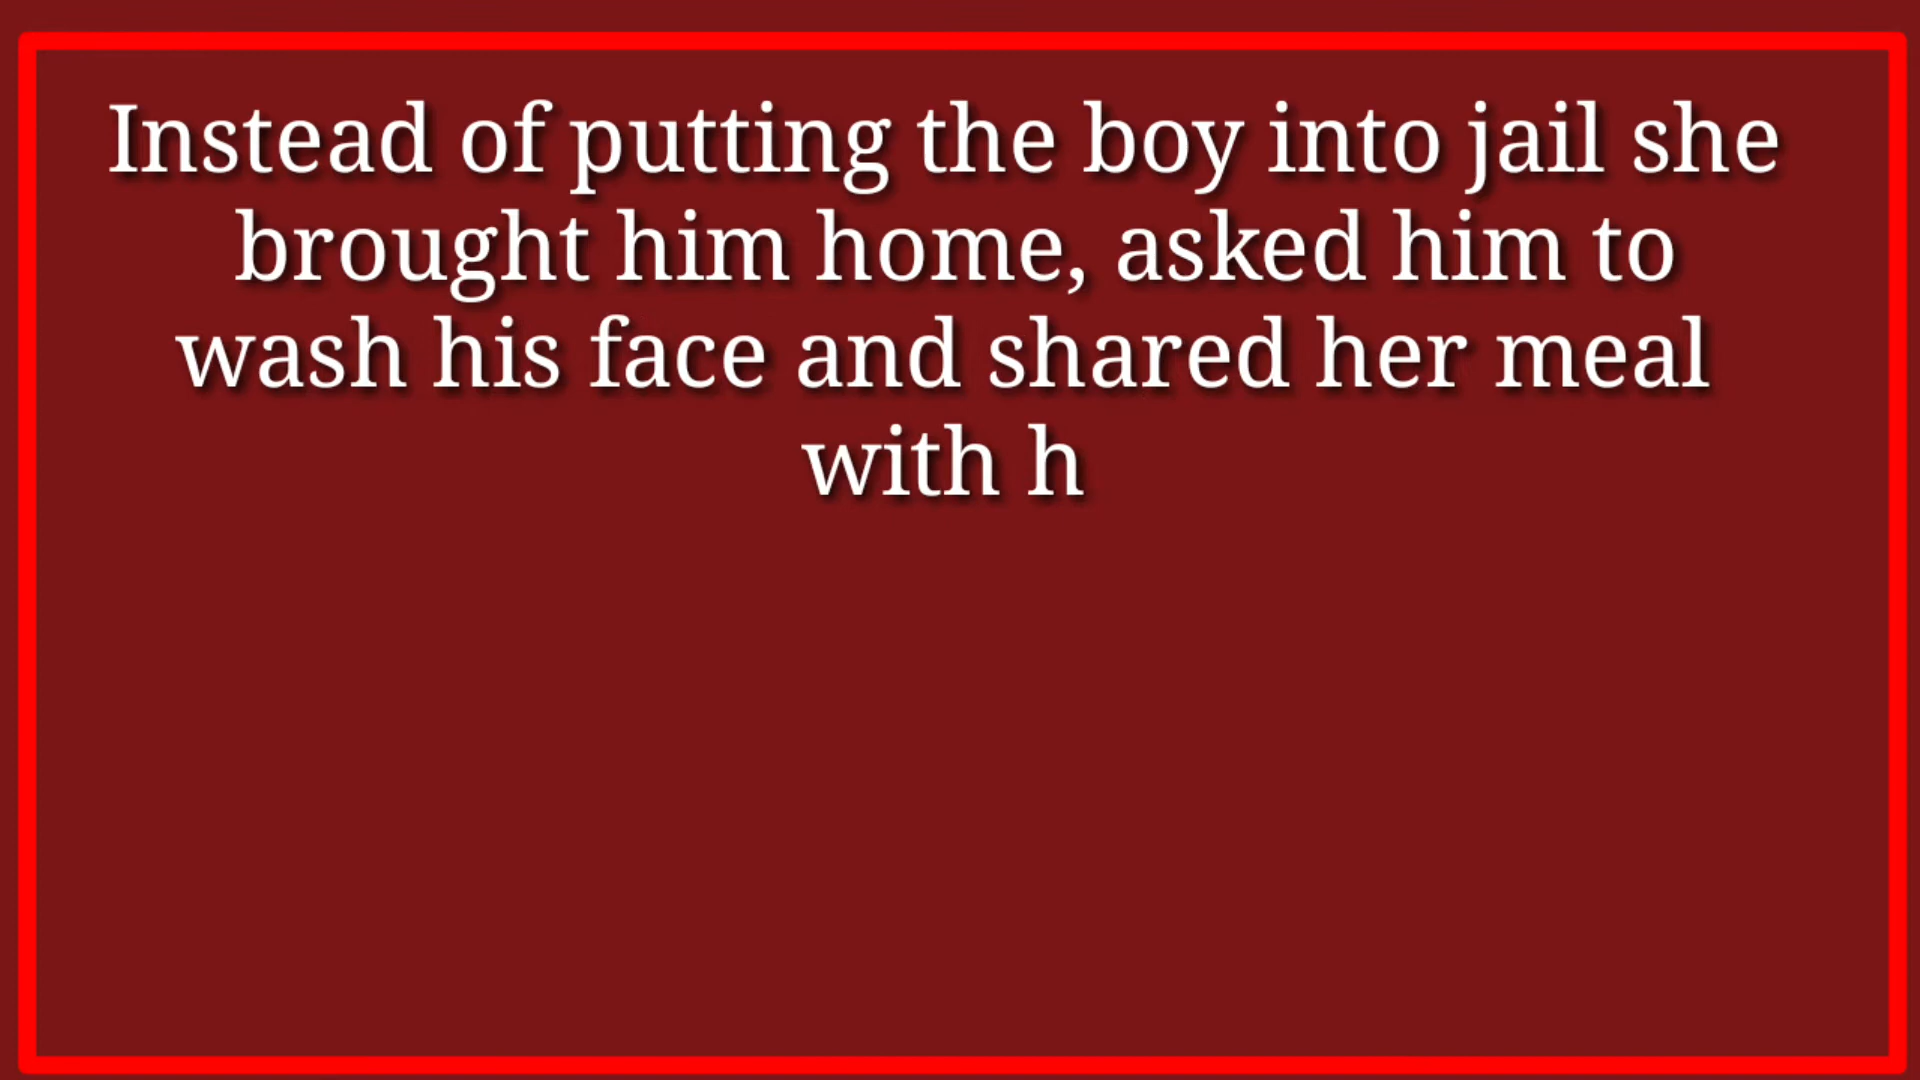 Instead of putting the boy into jail she
brought him home, asked him to
wash his face and shared her meal
with h